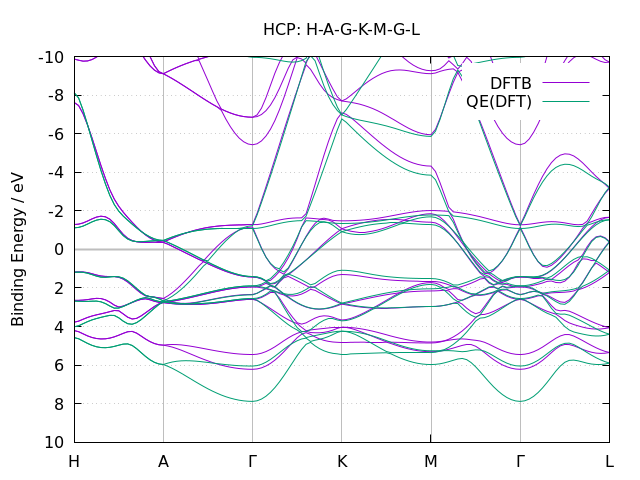 HCP: H-A-G-K-M-G-L
-10
-8
-6
-4
-2
0
2
4
6
8
10
Binding Energy / eV
DFTB
QE(DFT)
H A Γ K M Γ L